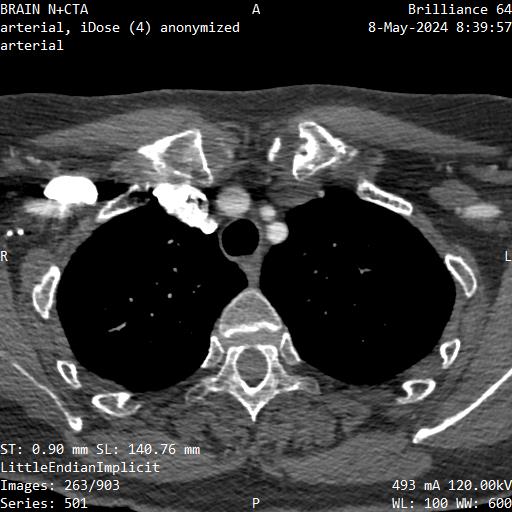 BRAIN N+CTA
A
Brilliance 64
arterial, iDose (4) anonymized
8-May-2024 8:39:57
arterial
R
L
ST: 0.90 mm SL: 140.76 mm
LittleEndianImplicit
Images: 263/903
493 mA 120.00kV
Series: 501
P
WL: 100 WW: 600